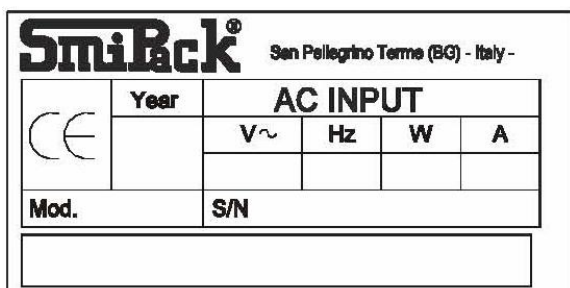 SmiPack® San Pellegrino Terme (BG) - Italy -
CE Year AC INPUT
V~ Hz W A
Mod. S/N